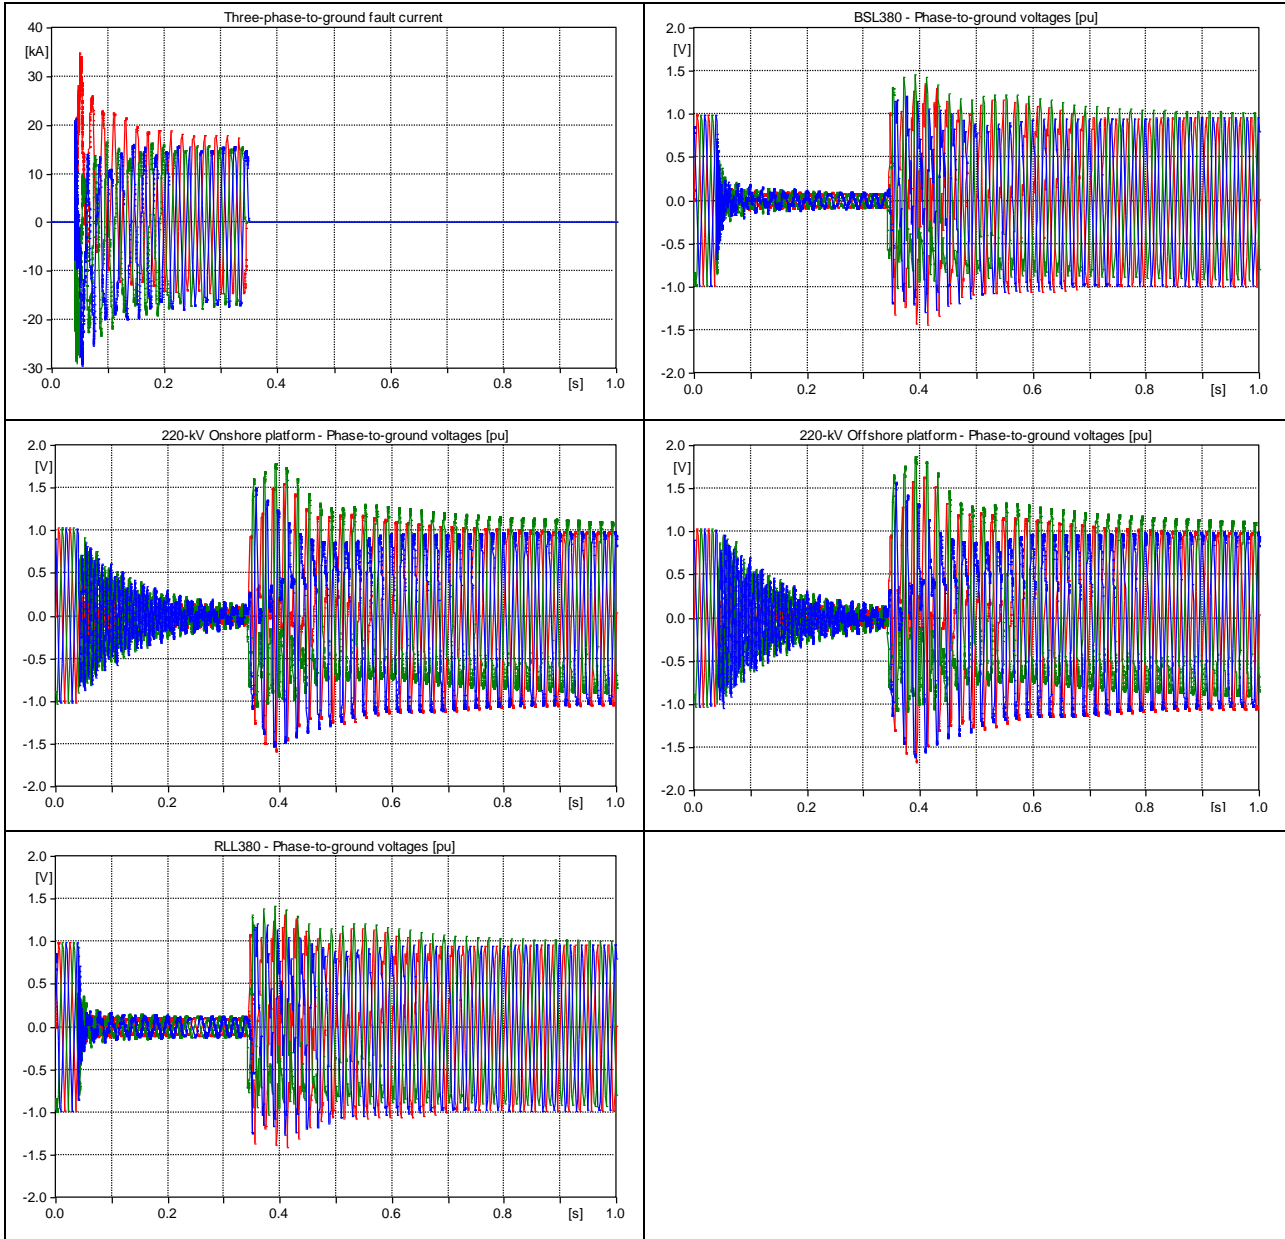 Three-phase-to-ground fault current
40
[kA]
30
20
10
0
-10
-20
-30
0.0 0.2 0.4 0.6 0.8 [s] 1.0
BSL380 - Phase-to-ground voltages [pu]
2.0
[V]
1.5
1.0
0.5
0.0
-0.5
-1.0
-1.5
-2.0
0.0 0.2 0.4 0.6 0.8 [s] 1.0
220-kV Onshore platform - Phase-to-ground voltages [pu]
2.0
[V]
1.5
1.0
0.5
0.0
-0.5
-1.0
-1.5
-2.0
0.0 0.2 0.4 0.6 0.8 [s] 1.0
220-kV Offshore platform - Phase-to-ground voltages [pu]
2.0
[V]
1.5
1.0
0.5
0.0
-0.5
-1.0
-1.5
-2.0
0.0 0.2 0.4 0.6 0.8 [s] 1.0
RLL380 - Phase-to-ground voltages [pu]
2.0
[V]
1.5
1.0
0.5
0.0
-0.5
-1.0
-1.5
-2.0
0.0 0.2 0.4 0.6 0.8 [s] 1.0